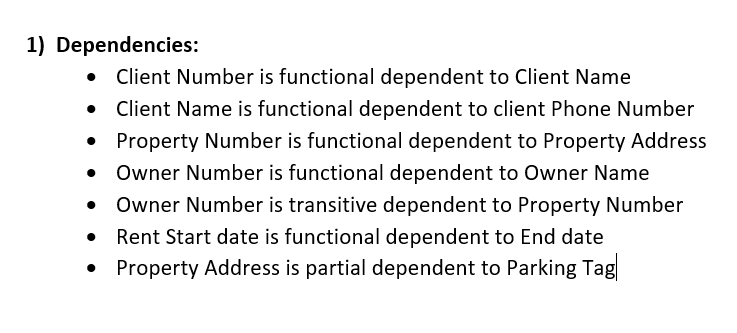 1) Dependencies:
• Client Number is functional dependent to Client Name
• Client Name is functional dependent to client Phone Number
• Property Number is functional dependent to Property Address
• Owner Number is functional dependent to Owner Name
• Owner Number is transitive dependent to Property Number
• Rent Start date is functional dependent to End date
• Property Address is partial dependent to Parking Tag